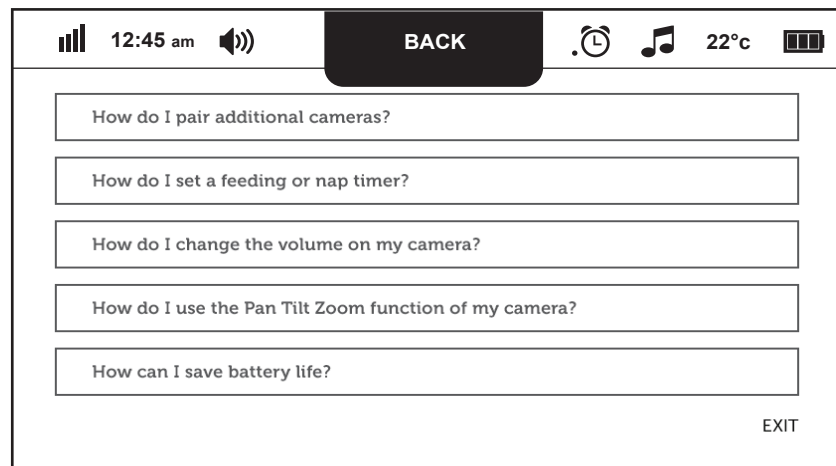 12:45 am BACK 22°c
How do I pair additional cameras?
How do I set a feeding or nap timer?
How do I change the volume on my camera?
How do I use the Pan Tilt Zoom function of my camera?
How can I save battery life?
EXIT